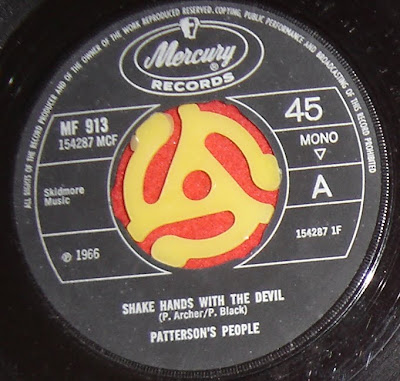 ALL RIGHTS OF THE RECORD PRODUCER AND OF THE OWNER OF THE WORK REPRODUCED RESERVED. COPYING, PUBLIC PERFORMANCE AND BROADCASTING OF THIS RECORD PROHIBITED
Mercury®
RECORDS
MF 913
154287 MCF
Skidmore
Music
℗ 1966
45
MONO
▽
A
154287 1F
SHAKE HANDS WITH THE DEVIL
(P. Archer/P. Black)
PATTERSON'S PEOPLE